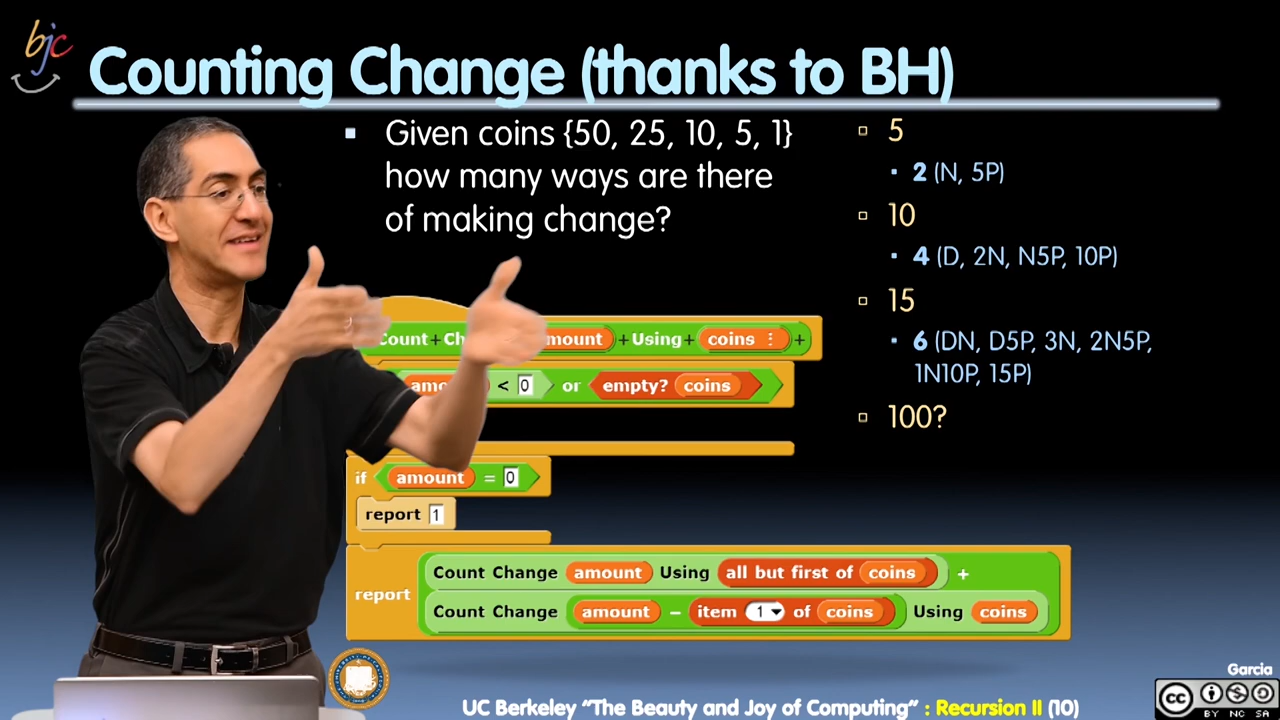 bjc
Counting Change (thanks to BH)
Given coins {50, 25, 10, 5, 1}
how many ways are there
of making change?
5
2 (N, 5P)
10
4 (D, 2N, N5P, 10P)
15
6 (DN, D5P, 3N, 2N5P,
1N10P, 15P)
100?
+Using+ coins ⋮ +
< 0 or empty? coins
if amount = 0
report 1
report
Count Change amount Using all but first of coins +
Count Change amount - item 1 of coins Using coins
Garcia
cc
BY NC SA
UC Berkeley “The Beauty and Joy of Computing” : Recursion II (10)